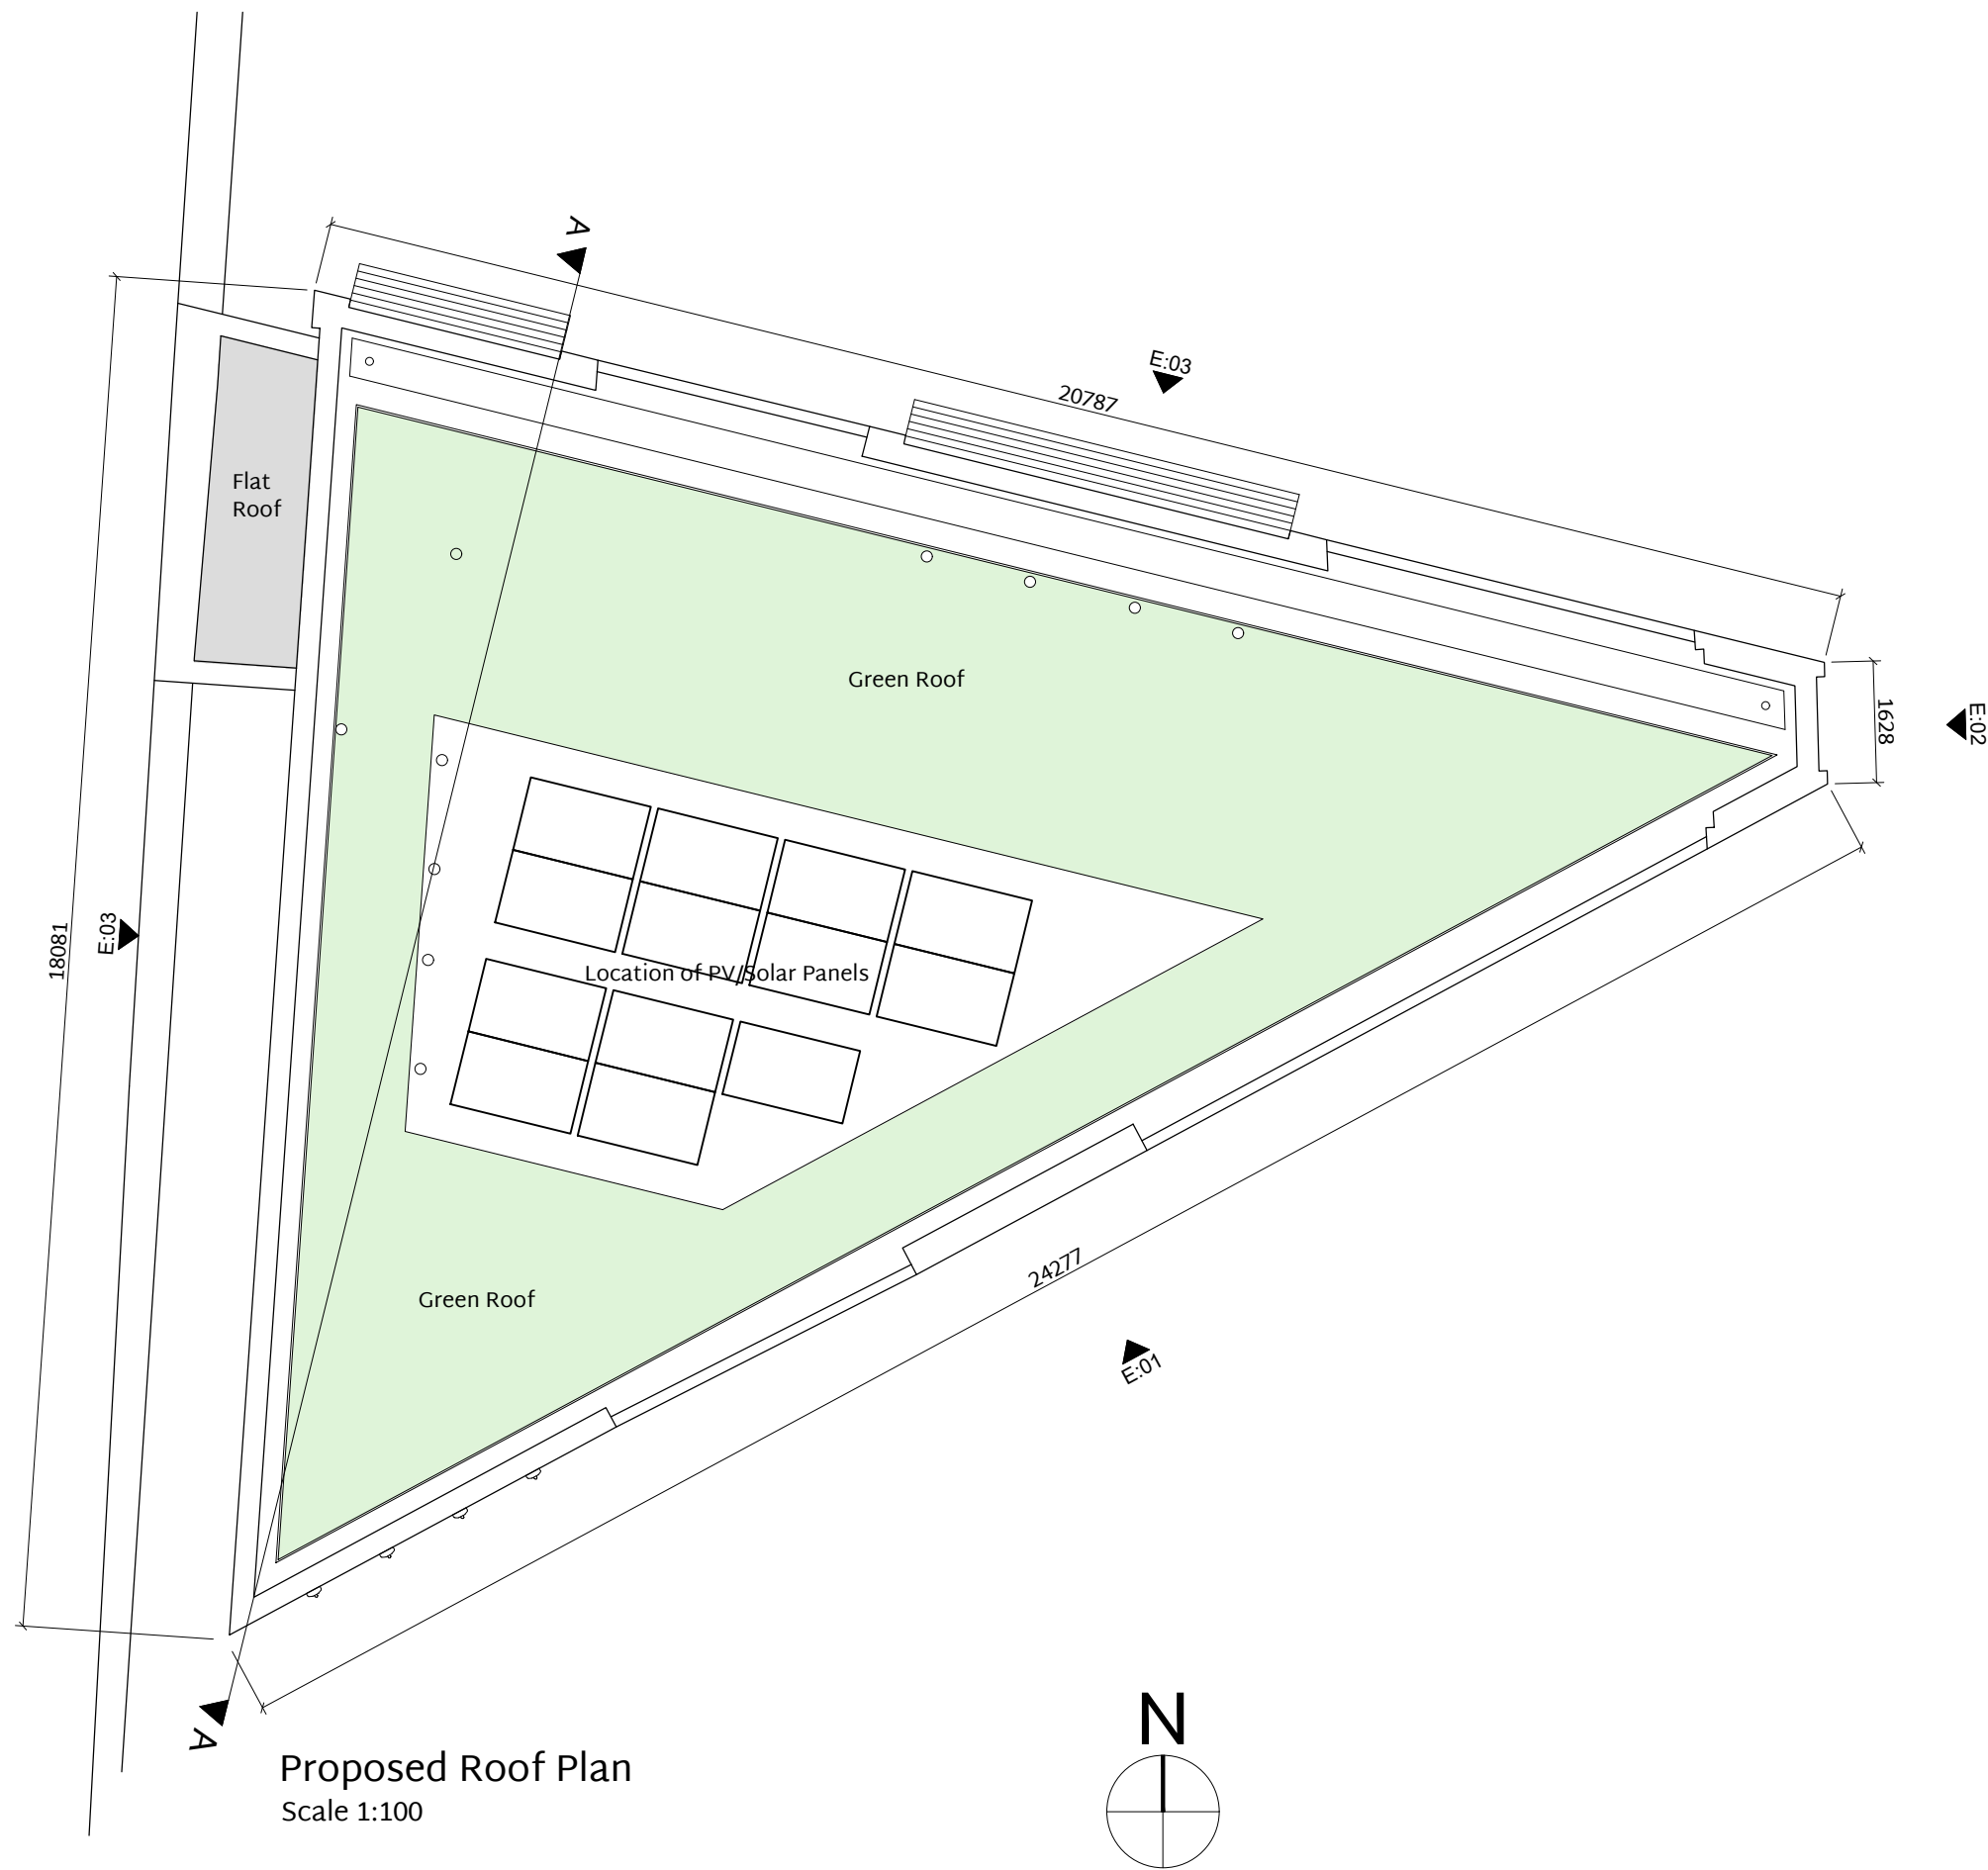 A
E:03
20787
Flat
Roof
Green Roof
1628
E:02
18081
E:03
Location of PV/Solar Panels
24277
Green Roof
E:01
A
N
Proposed Roof Plan
Scale 1:100